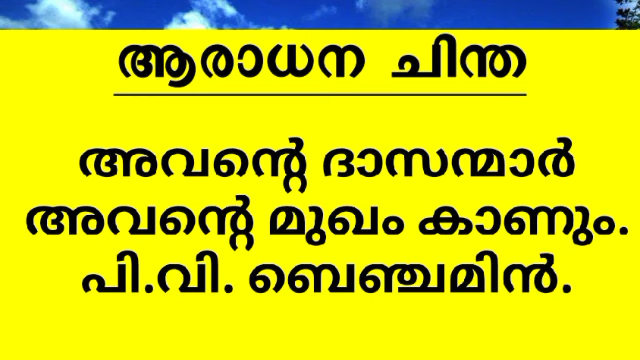 ആരാധന ചിന്ത
അവന്റെ ദാസന്മാർ
അവന്റെ മുഖം കാണും.
പി.വി. ബെഞ്ചമിൻ.